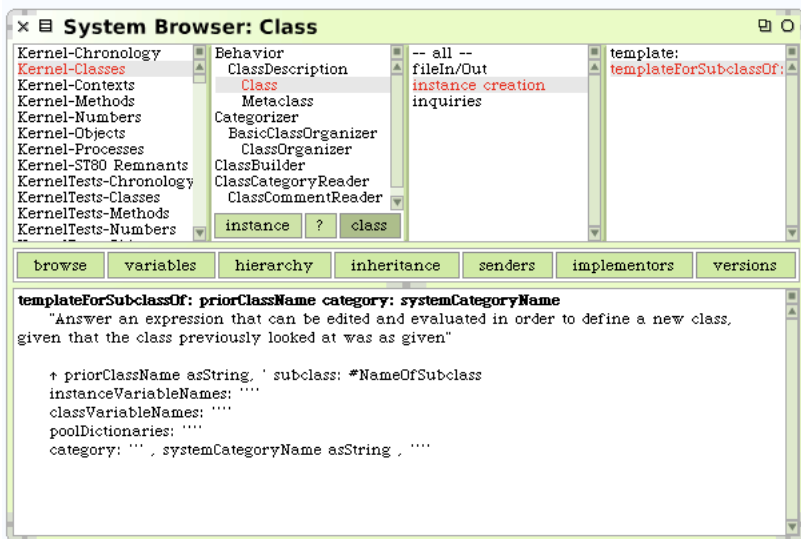 System Browser: Class
Kernel-Chronology
Kernel-Classes
Kernel-Contexts
Kernel-Methods
Kernel-Numbers
Kernel-Objects
Kernel-Processes
Kernel-ST80 Remnants
KernelTests-Chronology
KernelTests-Classes
KernelTests-Methods
KernelTests-Numbers
Behavior
ClassDescription
Class
Metaclass
Categorizer
BasicClassOrganizer
ClassOrganizer
ClassBuilder
ClassCategoryReader
ClassCommentReader
instance ? class
-- all --
fileIn/Out
instance creation
inquiries
template:
templateForSubclassOf:
browse variables hierarchy inheritance senders implementors versions
templateForSubclassOf: priorClassName category: systemCategoryName
"Answer an expression that can be edited and evaluated in order to define a new class,
given that the class previously looked at was as given"
↑ priorClassName asString, ' subclass: #NameOfSubclass
instanceVariableNames: ''''
classVariableNames: ''''
poolDictionaries: ''''
category: ''' , systemCategoryName asString , ''''